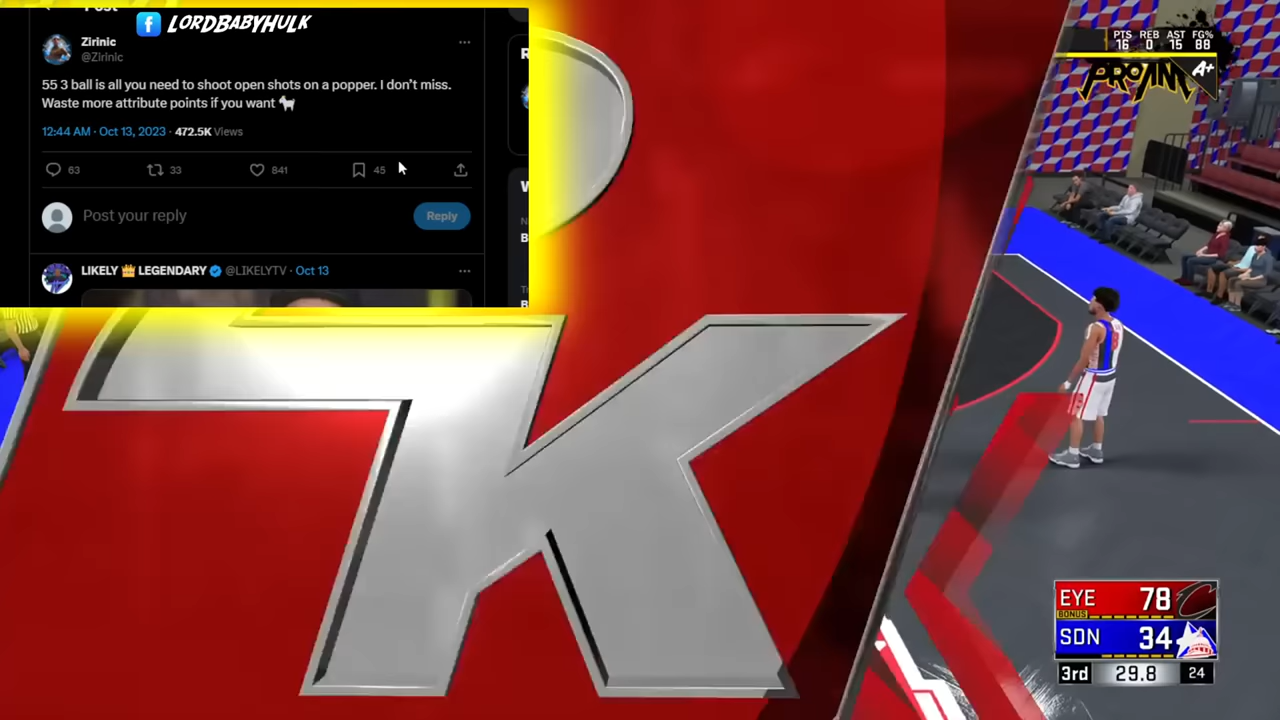 Post
LORDBABYHULK
Zirinic
@Zirinic
55 3 ball is all you need to shoot open shots on a popper. I don't miss.
Waste more attribute points if you want 🐐
12:44 AM · Oct 13, 2023 · 472.5K Views
63 33 841 45
Post your reply
Reply
LIKELY 👑 LEGENDARY @LIKELYTV · Oct 13
PTS REB AST FG%
16 0 15 88
PROAM A+
EYE 78
BONUS
SDN 34
3rd 29.8 24